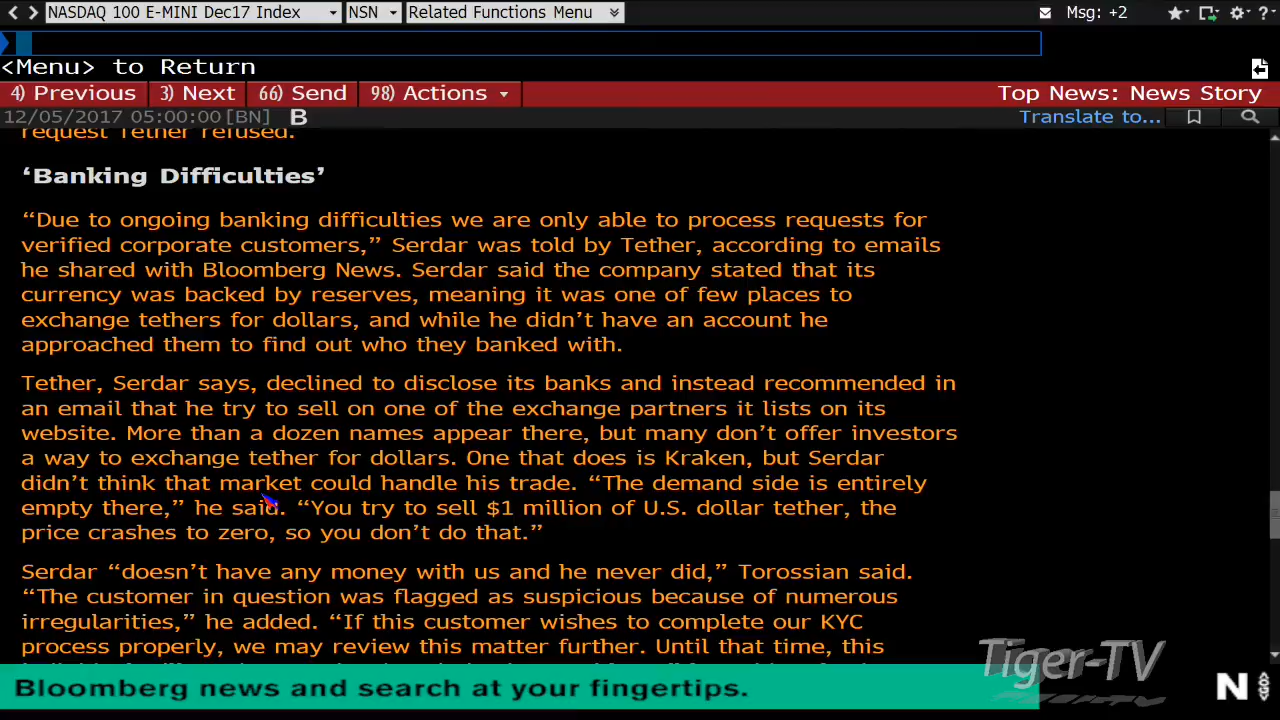 NASDAQ 100 E-MINI Dec17 Index NSN Related Functions Menu Msg: +2
<Menu> to Return
4) Previous 3) Next 66) Send 98) Actions Top News: News Story
12/05/2017 05:00:00 [BN] B Translate to...
request Tether refused.
‘Banking Difficulties’
“Due to ongoing banking difficulties we are only able to process requests for
verified corporate customers,” Serdar was told by Tether, according to emails
he shared with Bloomberg News. Serdar said the company stated that its
currency was backed by reserves, meaning it was one of few places to
exchange tethers for dollars, and while he didn’t have an account he
approached them to find out who they banked with.
Tether, Serdar says, declined to disclose its banks and instead recommended in
an email that he try to sell on one of the exchange partners it lists on its
website. More than a dozen names appear there, but many don’t offer investors
a way to exchange tether for dollars. One that does is Kraken, but Serdar
didn’t think that market could handle his trade. “The demand side is entirely
empty there,” he said. “You try to sell $1 million of U.S. dollar tether, the
price crashes to zero, so you don’t do that.”
Serdar “doesn’t have any money with us and he never did,” Torossian said.
“The customer in question was flagged as suspicious because of numerous
irregularities,” he added. “If this customer wishes to complete our KYC
process properly, we may review this matter further. Until that time, this
Tiger-TV
Bloomberg news and search at your fingertips.
N